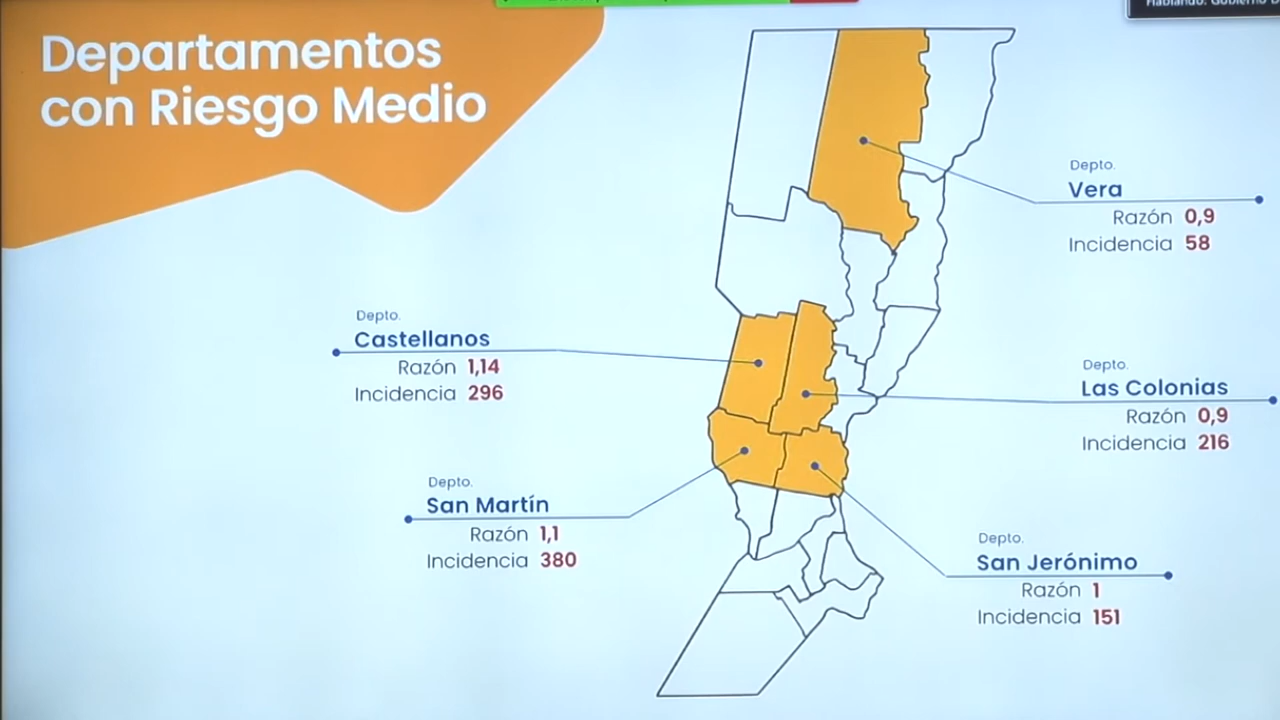 Departamentos
con Riesgo Medio
Hablando: Gobierno D
Depto.
Vera
Razón 0,9
Incidencia 58
Depto.
Castellanos
Razón 1,14
Incidencia 296
Depto.
Las Colonias
Razón 0,9
Incidencia 216
Depto.
San Martín
Razón 1,1
Incidencia 380
Depto.
San Jerónimo
Razón 1
Incidencia 151